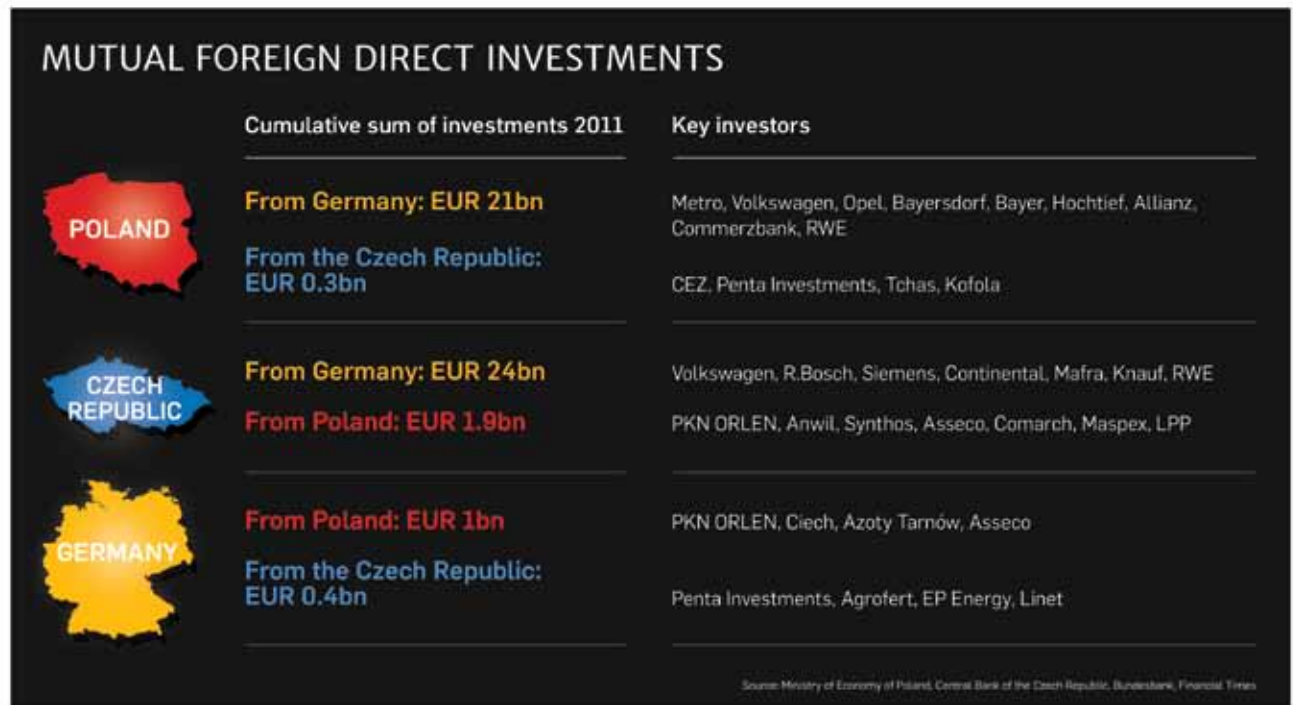 MUTUAL FOREIGN DIRECT INVESTMENTS
Cumulative sum of investments 2011
Key investors
POLAND
From Germany: EUR 21bn
Metro, Volkswagen, Opel, Bayersdorf, Bayer, Hochtief, Allianz,
Commerzbank, RWE
From the Czech Republic:
EUR 0.3bn
CEZ, Penta Investments, Tchas, Kofola
CZECH
REPUBLIC
From Germany: EUR 24bn
Volkswagen, R.Bosch, Siemens, Continental, Mafra, Knauf, RWE
From Poland: EUR 1.9bn
PKN ORLEN, Anwil, Synthos, Asseco, Comarch, Maspex, LPP
GERMANY
From Poland: EUR 1bn
PKN ORLEN, Ciech, Azoty Tarnów, Asseco
From the Czech Republic:
EUR 0.4bn
Penta Investments, Agrofert, EP Energy, Linet
Source: Ministry of Economy of Poland, Central Bank of the Czech Republic, Bundesbank, Financial Times